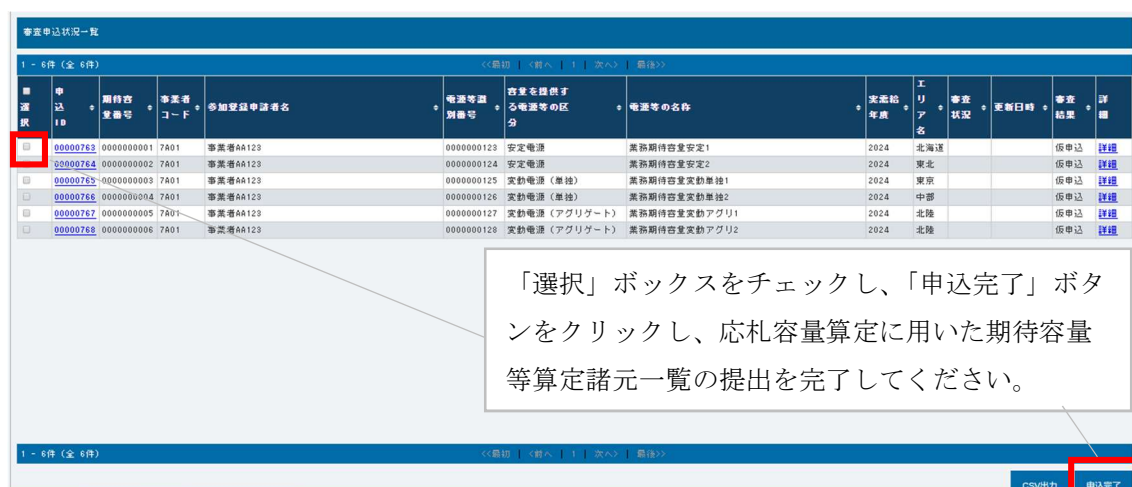 審査申込状況一覧
1 - 6件 (全 6件) <<最初 | <前へ | 1 | 次へ> | 最後>>
選択 申込ID 期待容量番号 事業者コード 参加登録申請者名 電源等識別番号 容量を提供する電源等の区分 電源等の名称 実需給年度 エリア名 審査状況 更新日時 審査結果 詳細
00000763 0000000001 7A01 事業者AA123 0000000123 安定電源 業務期待容量安定1 2024 北海道 仮申込 詳細
00000764 0000000002 7A01 事業者AA123 0000000124 安定電源 業務期待容量安定2 2024 東北 仮申込 詳細
00000765 0000000003 7A01 事業者AA123 0000000125 変動電源（単独） 業務期待容量変動単独1 2024 東京 仮申込 詳細
00000766 0000000004 7A01 事業者AA123 0000000126 変動電源（単独） 業務期待容量変動単独2 2024 中部 仮申込 詳細
00000767 0000000005 7A01 事業者AA123 0000000127 変動電源（アグリゲート） 業務期待容量変動アグリ1 2024 北陸 仮申込 詳細
00000768 0000000006 7A01 事業者AA123 0000000128 変動電源（アグリゲート） 業務期待容量変動アグリ2 2024 北陸 仮申込 詳細
「選択」ボックスをチェックし、「申込完了」ボタ
ンをクリックし、応札容量算定に用いた期待容量
等算定諸元一覧の提出を完了してください。
1 - 6件 (全 6件) <<最初 | <前へ | 1 | 次へ> | 最後>>
CSV出力 申込完了